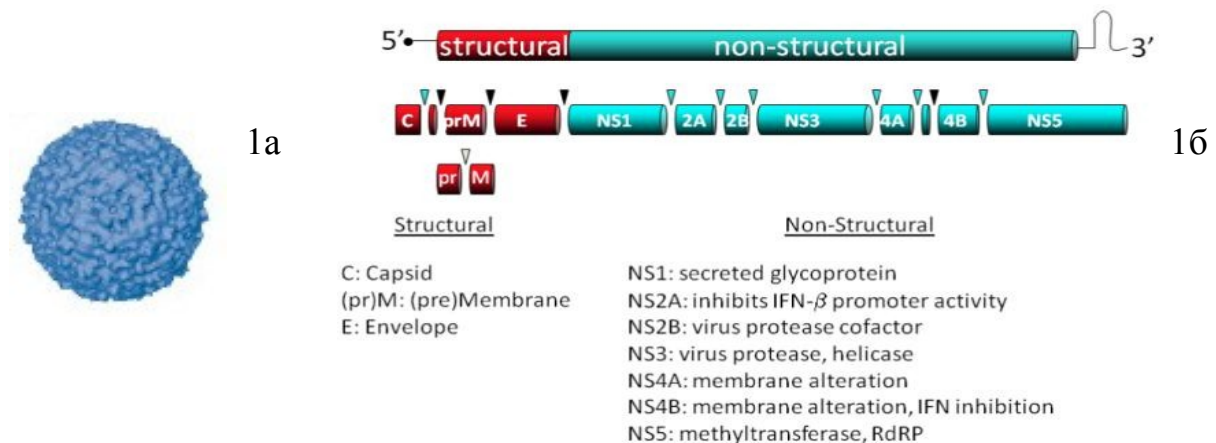 5’
structural
non-structural
3’
1а
C
prM
E
NS1
2A
2B
NS3
4A
4B
NS5
1б
pr
M
Structural
Non-Structural
C: Capsid
(pr)M: (pre)Membrane
E: Envelope
NS1: secreted glycoprotein
NS2A: inhibits IFN-β promoter activity
NS2B: virus protease cofactor
NS3: virus protease, helicase
NS4A: membrane alteration
NS4B: membrane alteration, IFN inhibition
NS5: methyltransferase, RdRP